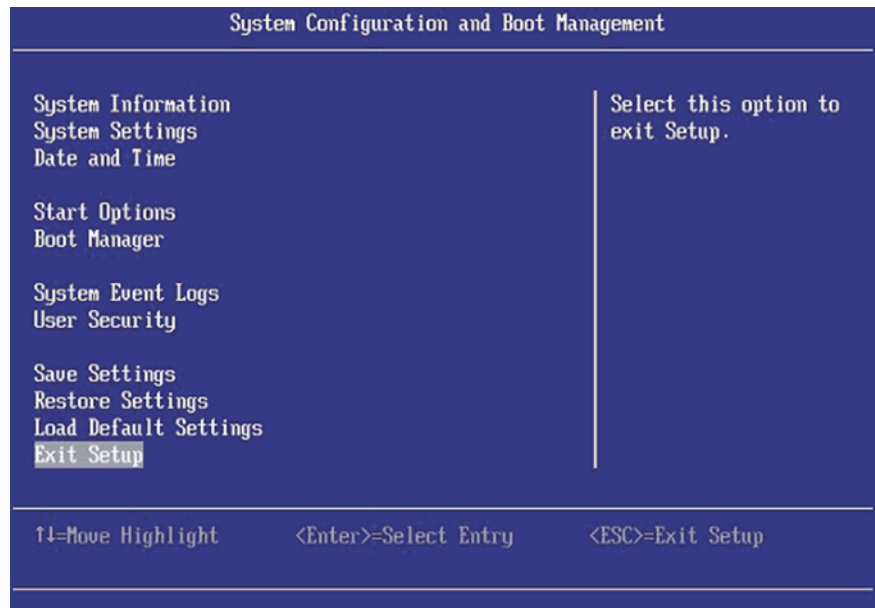 System Configuration and Boot Management
System Information
System Settings
Date and Time
Start Options
Boot Manager
System Event Logs
User Security
Save Settings
Restore Settings
Load Default Settings
Exit Setup
Select this option to
exit Setup.
↑↓=Move Highlight <Enter>=Select Entry <ESC>=Exit Setup